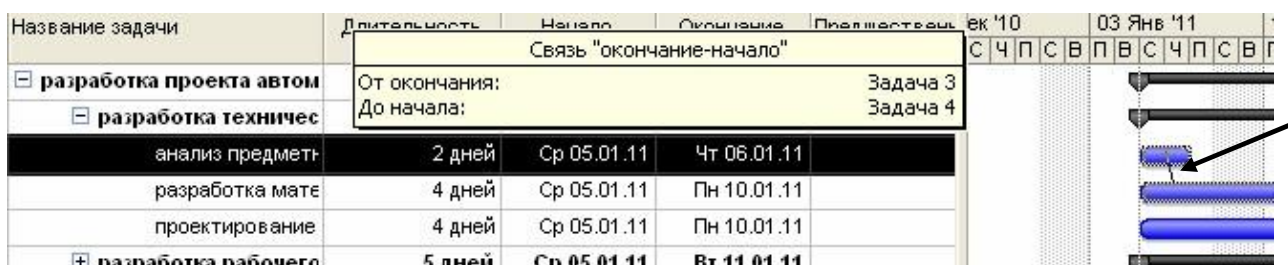 Название задачи Длительность Начало Окончание Предшествень ек '10 03 Янв '11
С Ч П С В П В С Ч П С В П
Связь "окончание-начало"
От окончания: Задача 3
До начала: Задача 4
разработка проекта автом
разработка техничес
анализ предметн 2 дней Ср 05.01.11 Чт 06.01.11
разработка мате 4 дней Ср 05.01.11 Пн 10.01.11
проектирование 4 дней Ср 05.01.11 Пн 10.01.11
разработка рабочего 5 дней Ср 05.01.11 Вт 11.01.11